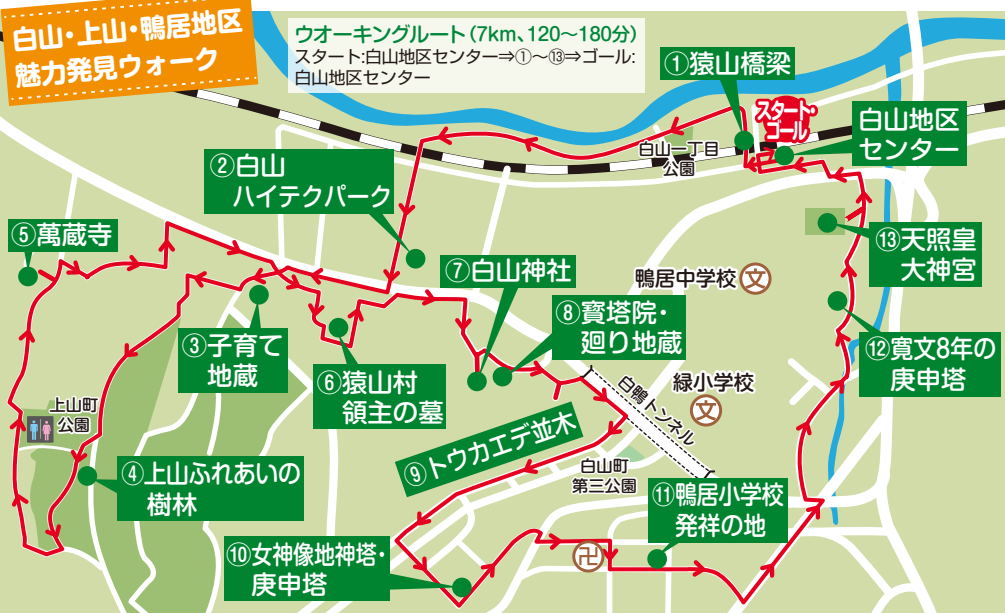 白山・上山・鴨居地区
魅力発見ウォーク
ウオーキングルート(7km、120〜180分)
スタート:白山地区センター⇒①〜⑬⇒ゴール:
白山地区センター
①猿山橋梁
スタート・
ゴール
白山地区
センター
白山一丁目
公園
②白山
ハイテクパーク
⑤萬蔵寺
⑦白山神社
鴨居中学校
文
⑬天照皇
大神宮
③子育て
地蔵
⑧寳塔院・
廻り地蔵
⑥猿山村
領主の墓
⑫寛文8年の
庚申塔
緑小学校
文
白鴨トンネル
上山町
公園
⑨トウカエデ並木
④上山ふれあいの
樹林
白山町
第三公園
⑪鴨居小学校
発祥の地
⑩女神像地神塔・
庚申塔
卍